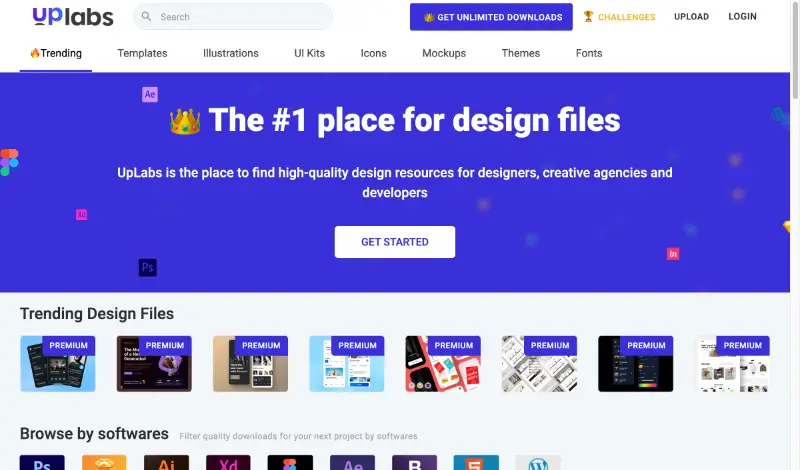 uplabs
Search
GET UNLIMITED DOWNLOADS
CHALLENGES
UPLOAD
LOGIN
Trending
Templates
Illustrations
UI Kits
Icons
Mockups
Themes
Fonts
Ae
The #1 place for design files
UpLabs is the place to find high-quality design resources for designers, creative agencies and
developers
Xd
GET STARTED
in
Ps
Trending Design Files
PREMIUM
PREMIUM
PREMIUM
PREMIUM
PREMIUM
PREMIUM
PREMIUM
PREMIUM
Browse by softwares
Filter quality downloads for your next project by softwares
Ps
Ai
Xd
Ae
B